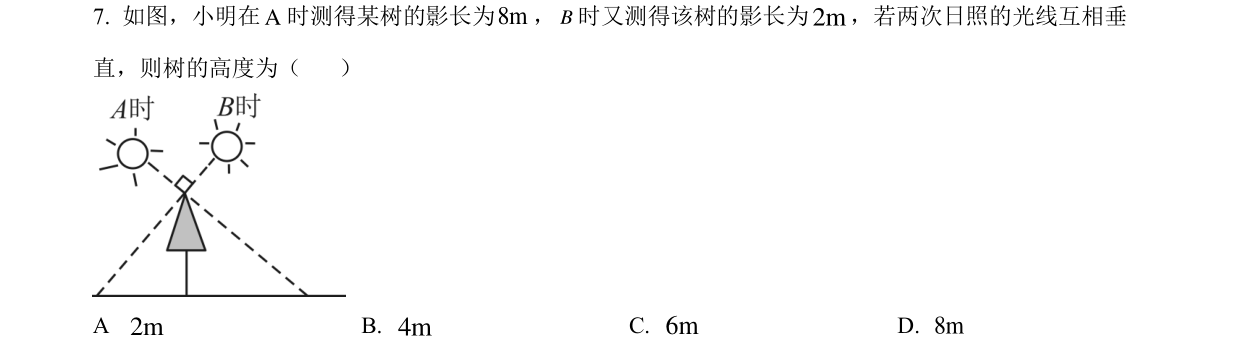 7. 如图，小明在 A 时测得某树的影长为8m，B 时又测得该树的影长为2m，若两次日照的光线互相垂
直，则树的高度为（　　）
A时　B时
A　2m　B. 4m　C. 6m　D. 8m